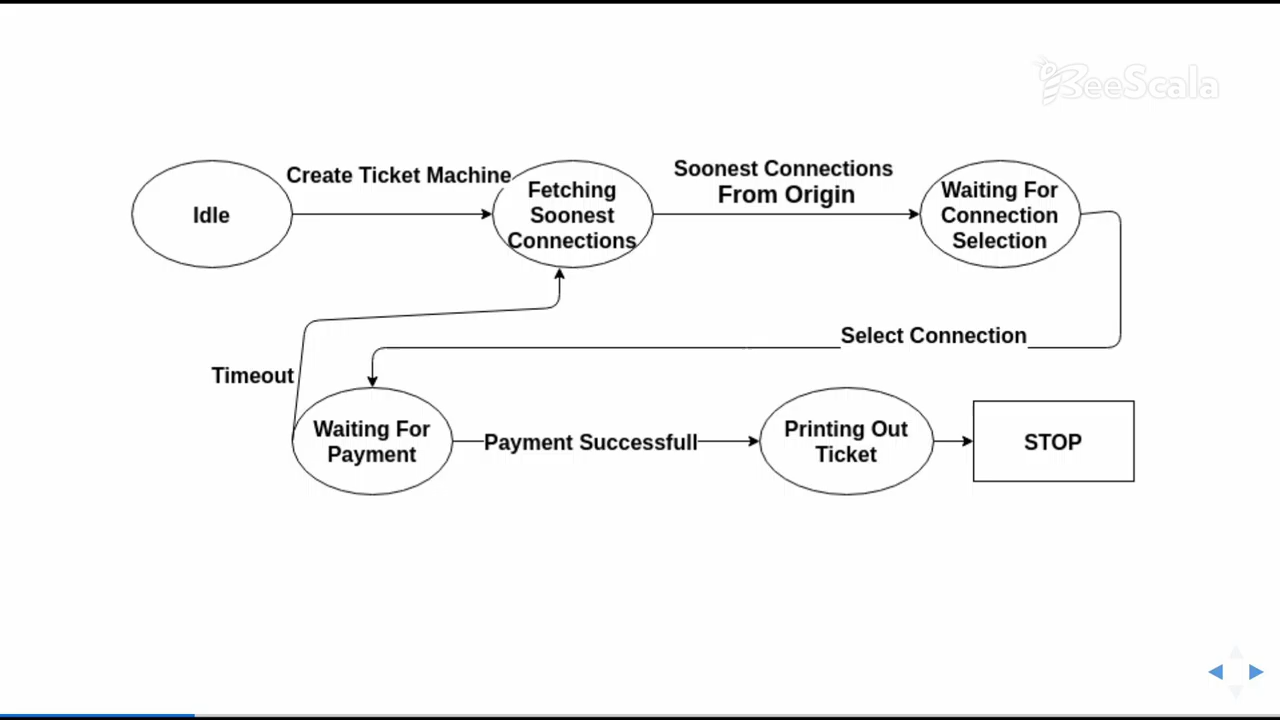 BeeScala
Create Ticket Machine
Soonest Connections
From Origin
Idle
Fetching
Soonest
Connections
Waiting For
Connection
Selection
Select Connection
Timeout
Waiting For
Payment
Payment Successfull
Printing Out
Ticket
STOP